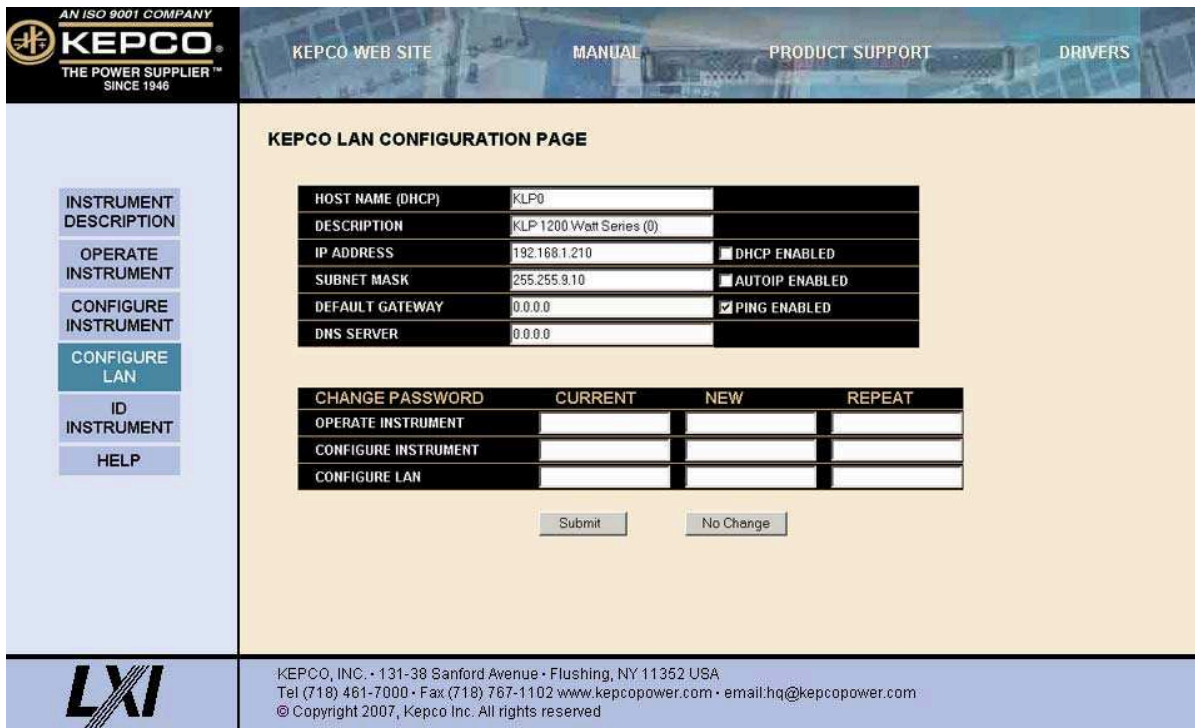 AN ISO 9001 COMPANY
KEPCO®
THE POWER SUPPLIER™
SINCE 1946
KEPCO WEB SITE MANUAL PRODUCT SUPPORT DRIVERS
INSTRUMENT
DESCRIPTION
OPERATE
INSTRUMENT
CONFIGURE
INSTRUMENT
CONFIGURE
LAN
ID
INSTRUMENT
HELP
KEPCO LAN CONFIGURATION PAGE
HOST NAME (DHCP) KLP0
DESCRIPTION KLP 1200 Watt Series (0)
IP ADDRESS 192.168.1.210 DHCP ENABLED
SUBNET MASK 255.255.9.10 AUTOIP ENABLED
DEFAULT GATEWAY 0.0.0.0 PING ENABLED
DNS SERVER 0.0.0.0
CHANGE PASSWORD CURRENT NEW REPEAT
OPERATE INSTRUMENT
CONFIGURE INSTRUMENT
CONFIGURE LAN
Submit No Change
LXI
KEPCO, INC. • 131-38 Sanford Avenue • Flushing, NY 11352 USA
Tel (718) 461-7000 • Fax (718) 767-1102 www.kepcopower.com • email:hq@kepcopower.com
© Copyright 2007, Kepco Inc. All rights reserved